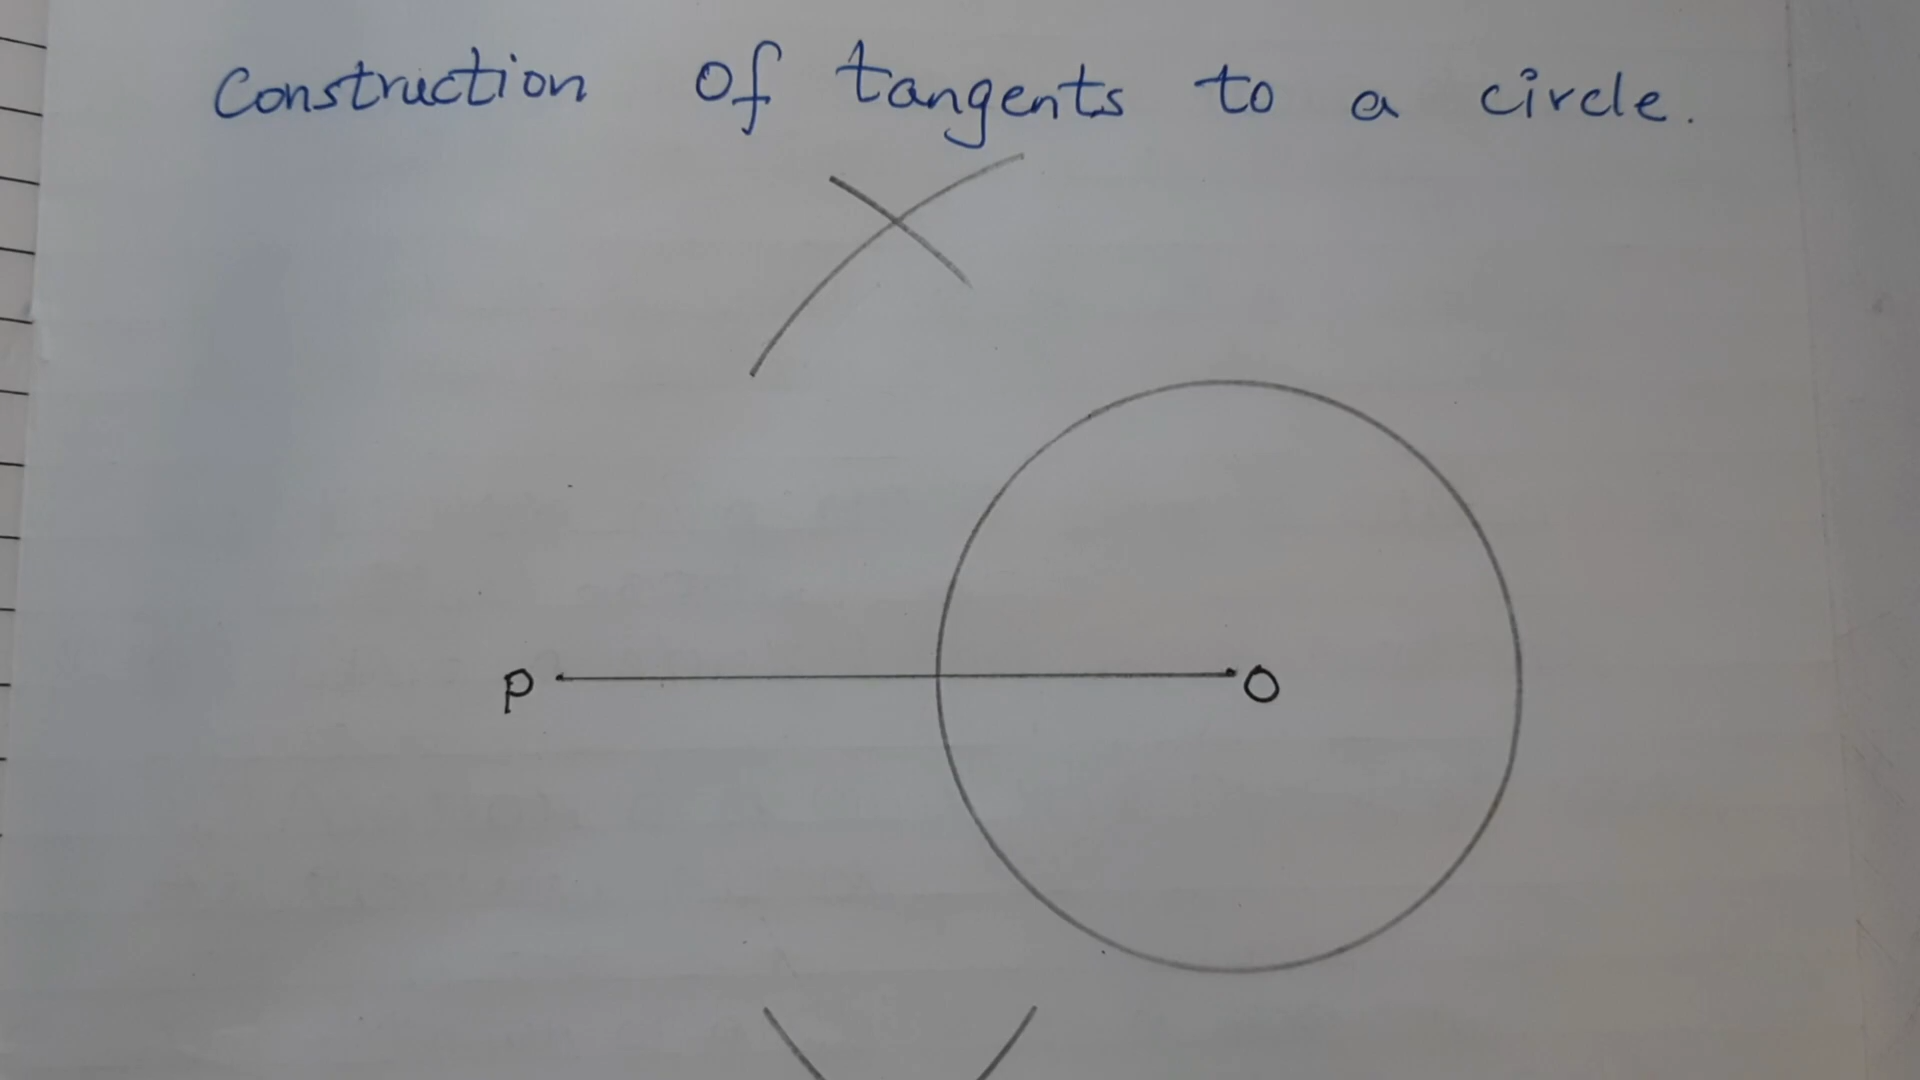 Construction of tangents to a circle.
P O